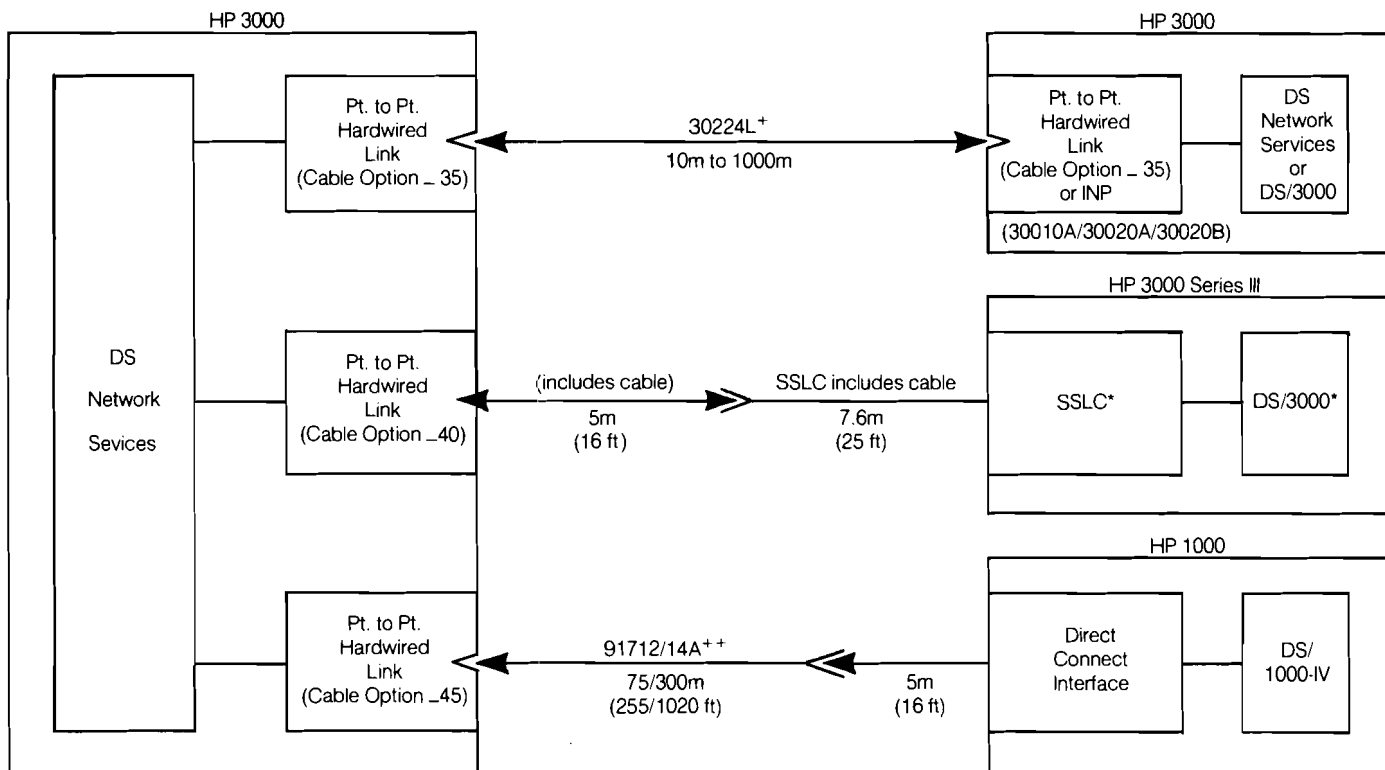 HP 3000
DS
Network
Sevices
Pt. to Pt.
Hardwired
Link
(Cable Option _ 35)
30224L+
10m to 1000m
HP 3000
Pt. to Pt.
Hardwired
Link
(Cable Option _ 35)
or INP
(30010A/30020A/30020B)
DS
Network
Services
or
DS/3000
Pt. to Pt.
Hardwired
Link
(Cable Option _40)
(includes cable)
5m
(16 ft)
SSLC includes cable
7.6m
(25 ft)
HP 3000 Series III
SSLC*
DS/3000*
Pt. to Pt.
Hardwired
Link
(Cable Option _45)
91712/14A++
75/300m
(255/1020 ft)
5m
(16 ft)
HP 1000
Direct
Connect
Interface
DS/
1000-IV